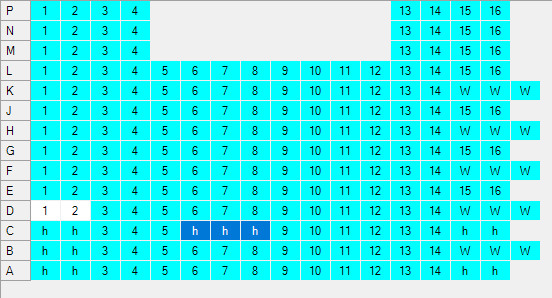 P 1 2 3 4 13 14 15 16
N 1 2 3 4 13 14 15 16
M 1 2 3 4 13 14 15 16
L 1 2 3 4 5 6 7 8 9 10 11 12 13 14 15 16
K 1 2 3 4 5 6 7 8 9 10 11 12 13 14 W W W
J 1 2 3 4 5 6 7 8 9 10 11 12 13 14 15 16
H 1 2 3 4 5 6 7 8 9 10 11 12 13 14 W W W
G 1 2 3 4 5 6 7 8 9 10 11 12 13 14 15 16
F 1 2 3 4 5 6 7 8 9 10 11 12 13 14 W W W
E 1 2 3 4 5 6 7 8 9 10 11 12 13 14 15 16
D 1 2 3 4 5 6 7 8 9 10 11 12 13 14 W W W
C h h 3 4 5 h h h 9 10 11 12 13 14 h h
B h h 3 4 5 6 7 8 9 10 11 12 13 14 W W W
A h h 3 4 5 6 7 8 9 10 11 12 13 14 h h